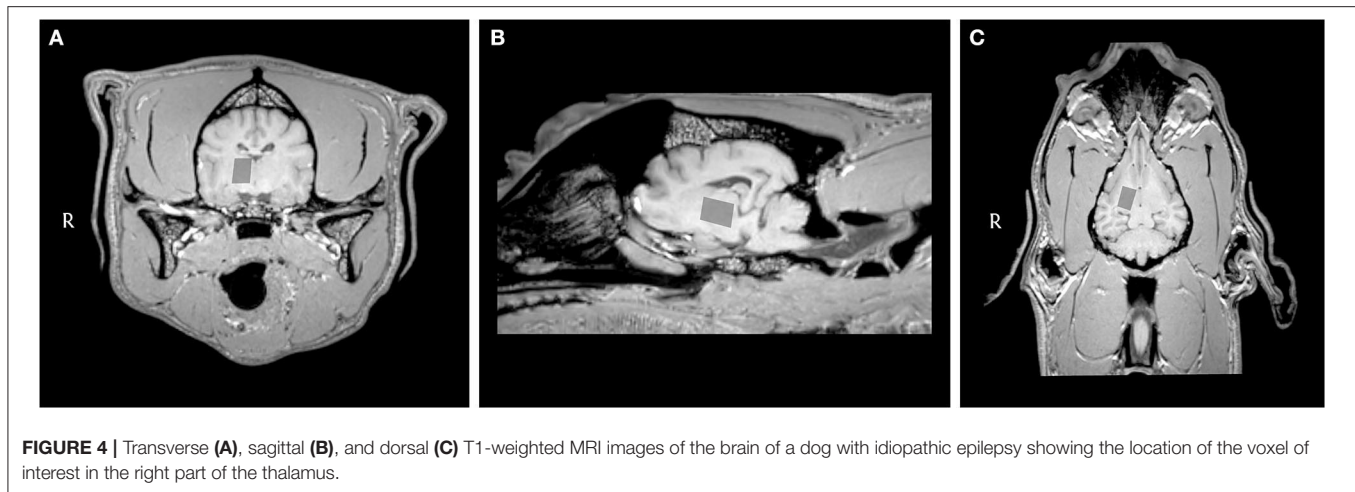 A
B
C
R
R
FIGURE 4 | Transverse (A), sagittal (B), and dorsal (C) T1-weighted MRI images of the brain of a dog with idiopathic epilepsy showing the location of the voxel of
interest in the right part of the thalamus.